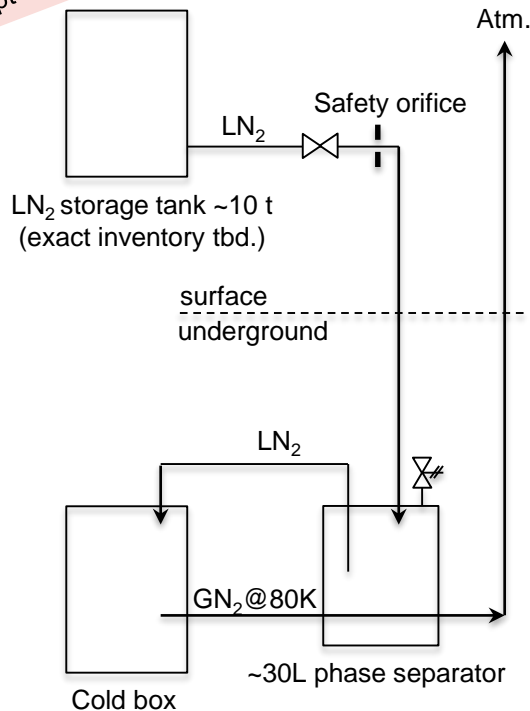 Atm.
Safety orifice
LN₂
LN₂ storage tank ~10 t
(exact inventory tbd.)
surface
underground
LN₂
GN₂@80K
~30L phase separator
Cold box